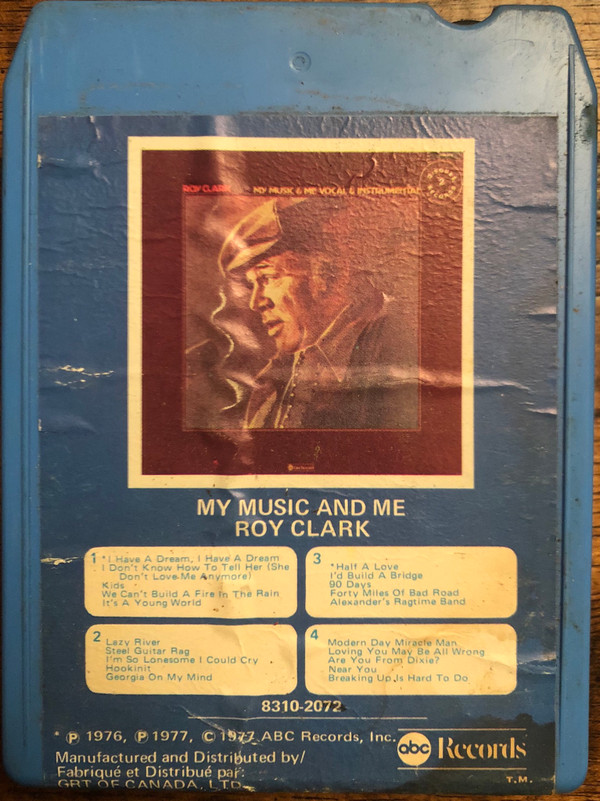 ROY CLARK MY MUSIC & ME VOCAL & INSTRUMENTAL
MY MUSIC AND ME
ROY CLARK
1 *I Have A Dream, I Have A Dream
I Don't Know How To Tell Her (She
Don't Love Me Anymore)
Kids
We Can't Build A Fire In The Rain
It's A Young World
2 Lazy River
Steel Guitar Rag
I'm So Lonesome I Could Cry
Hookinit
Georgia On My Mind
3 *Half A Love
I'd Build A Bridge
90 Days
Forty Miles Of Bad Road
Alexander's Ragtime Band
4 Modern Day Miracle Man
Loving You May Be All Wrong
Are You From Dixie?
Near You
Breaking Up Is Hard To Do
8310-2072
* ℗ 1976, ℗ 1977, © 1977 ABC Records, Inc.
abc Records
T.M.
Manufactured and Distributed by/
Fabriqué et Distribué par:
GRT OF CANADA, LTD.